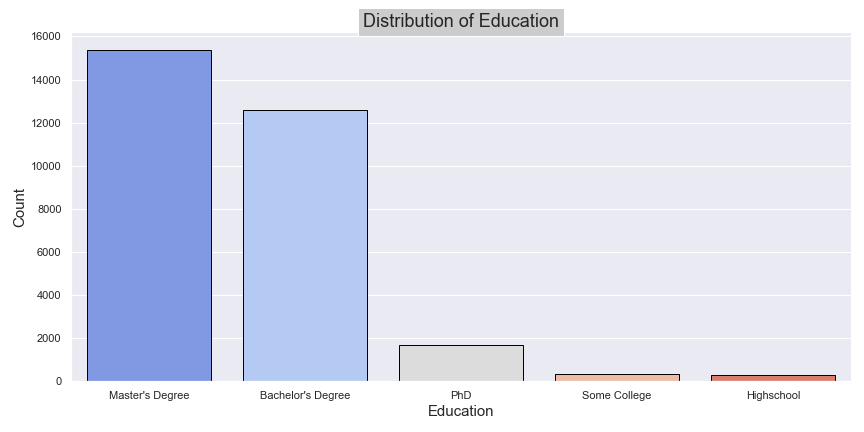 Distribution of Education
16000
14000
12000
10000
8000
6000
4000
2000
0
Count
Master's Degree
Bachelor's Degree
PhD
Some College
Highschool
Education